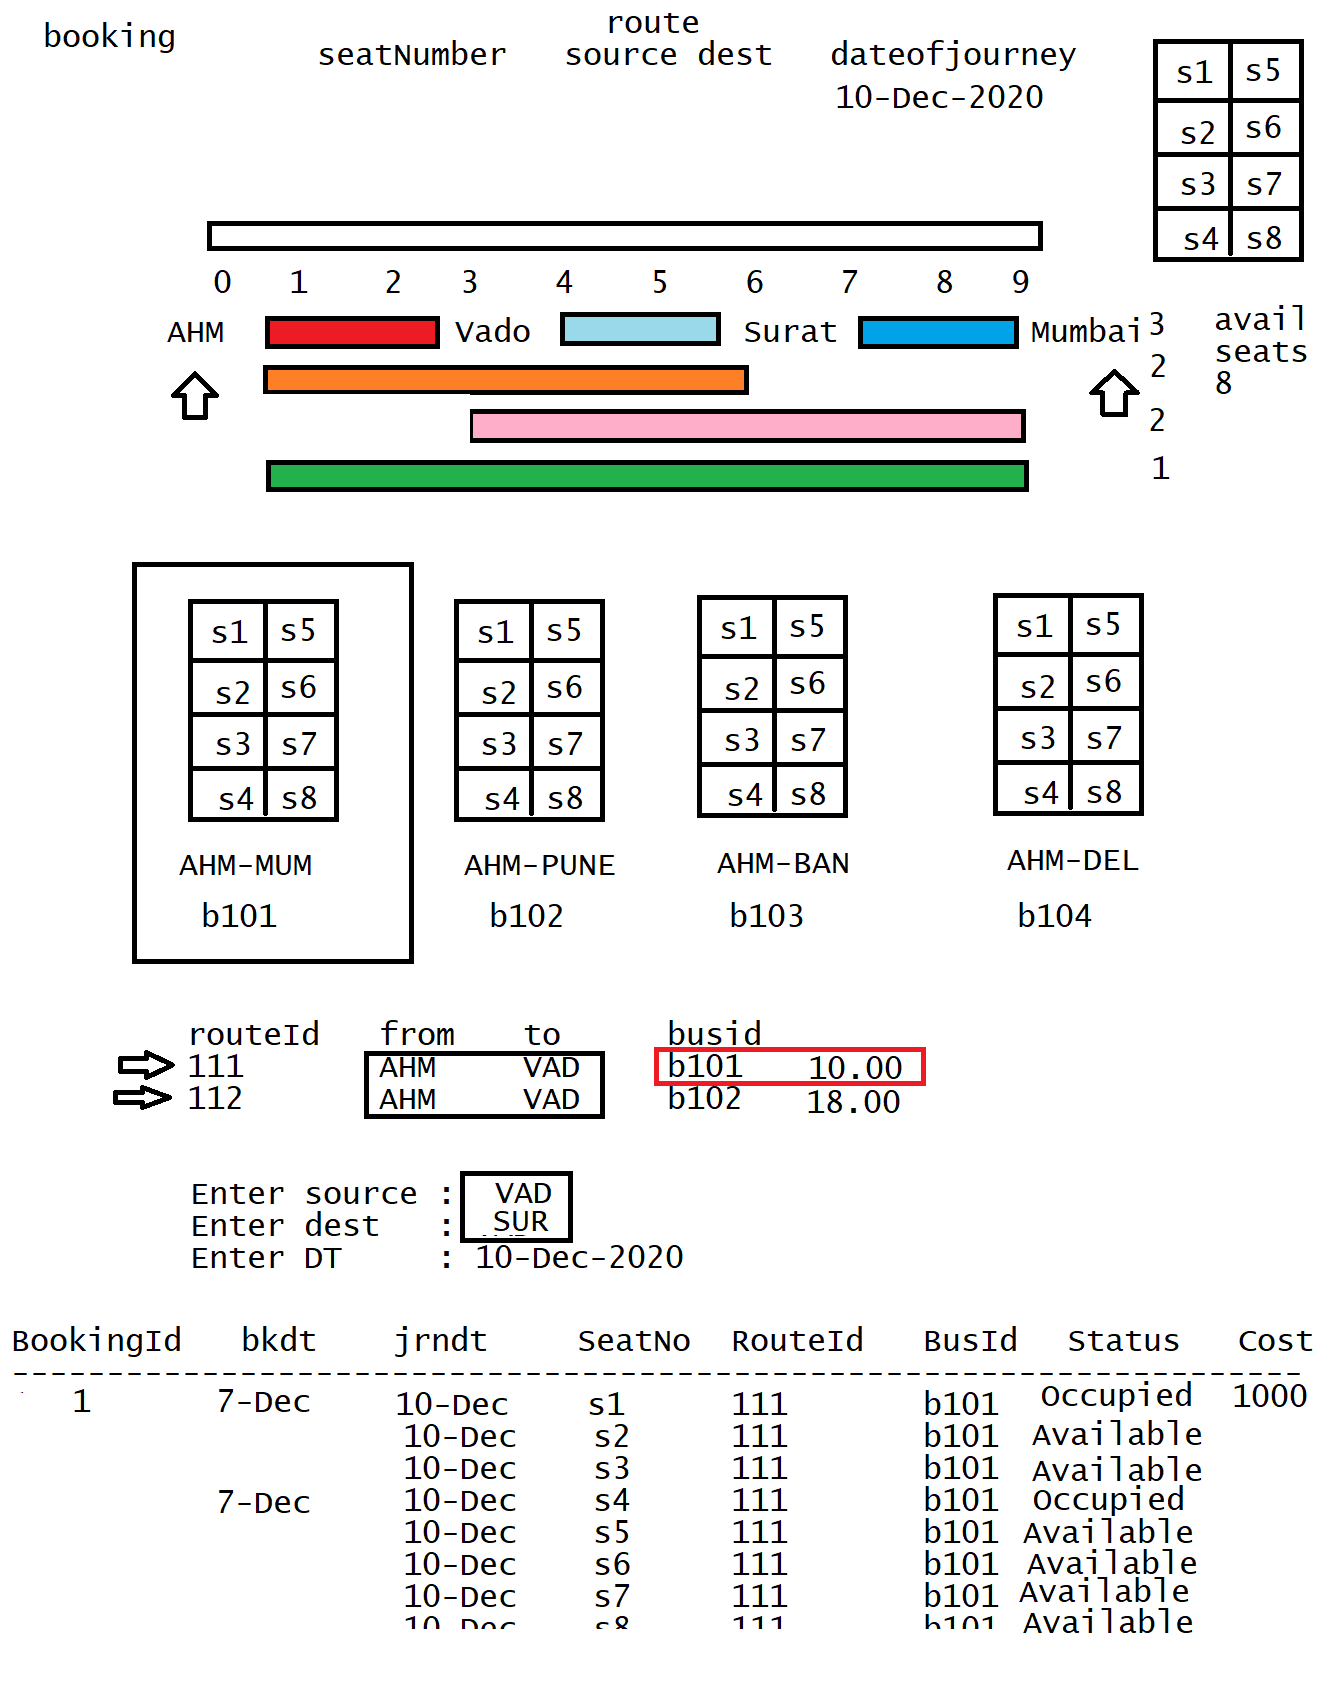 booking
route
seatNumber source dest dateofjourney
10-Dec-2020
s1 s5
s2 s6
s3 s7
s4 s8
0 1 2 3 4 5 6 7 8 9
AHM Vado Surat Mumbai 3
2
2
1
avail
seats
8
s1 s5 s1 s5 s1 s5 s1 s5
s2 s6 s2 s6 s2 s6 s2 s6
s3 s7 s3 s7 s3 s7 s3 s7
s4 s8 s4 s8 s4 s8 s4 s8
AHM-MUM AHM-PUNE AHM-BAN AHM-DEL
b101 b102 b103 b104
routeId from to busid
111 AHM VAD b101 10.00
112 AHM VAD b102 18.00
Enter source : VAD
Enter dest : SUR
Enter DT : 10-Dec-2020
BookingId bkdt jrndt SeatNo RouteId BusId Status Cost
--------------------------------------------------------------------
1 7-Dec 10-Dec s1 111 b101 Occupied 1000
10-Dec s2 111 b101 Available
10-Dec s3 111 b101 Available
7-Dec 10-Dec s4 111 b101 Occupied
10-Dec s5 111 b101 Available
10-Dec s6 111 b101 Available
10-Dec s7 111 b101 Available
10-Dec s8 111 b101 Available